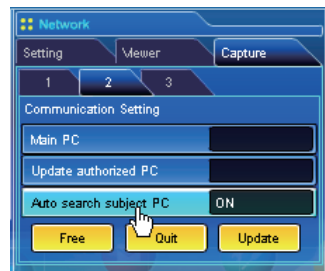 Network
Setting Viewer Capture
1 2 3
Communication Setting
Main PC
Update authorized PC
Auto search subject PC ON
Free Quit Update